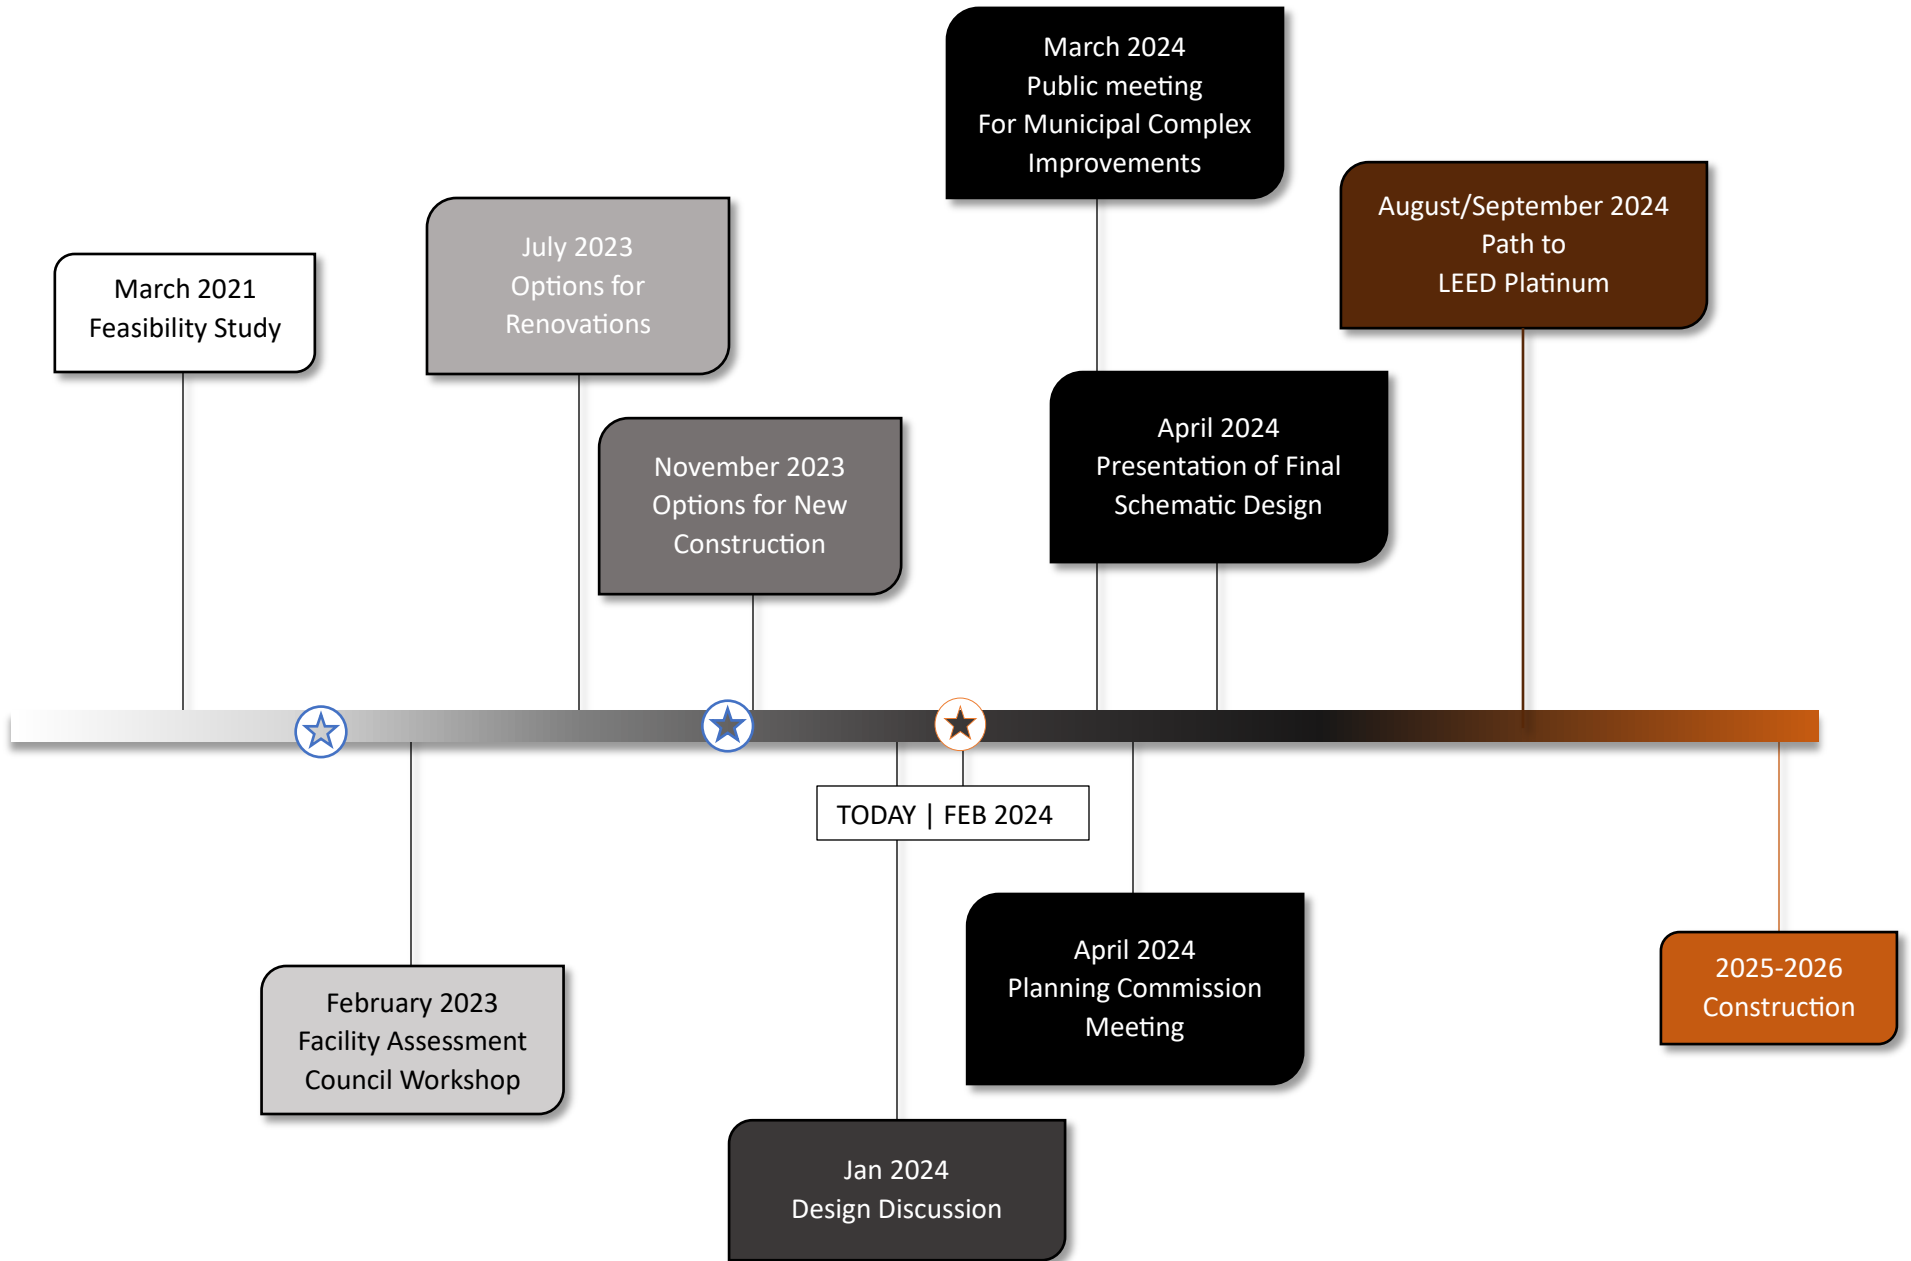 March 2024
Public meeting
For Municipal Complex
Improvements
August/September 2024
Path to
LEED Platinum
July 2023
Options for
Renovations
March 2021
Feasibility Study
April 2024
Presentation of Final
Schematic Design
November 2023
Options for New
Construction
TODAY | FEB 2024
April 2024
Planning Commission
Meeting
2025-2026
Construction
February 2023
Facility Assessment
Council Workshop
Jan 2024
Design Discussion